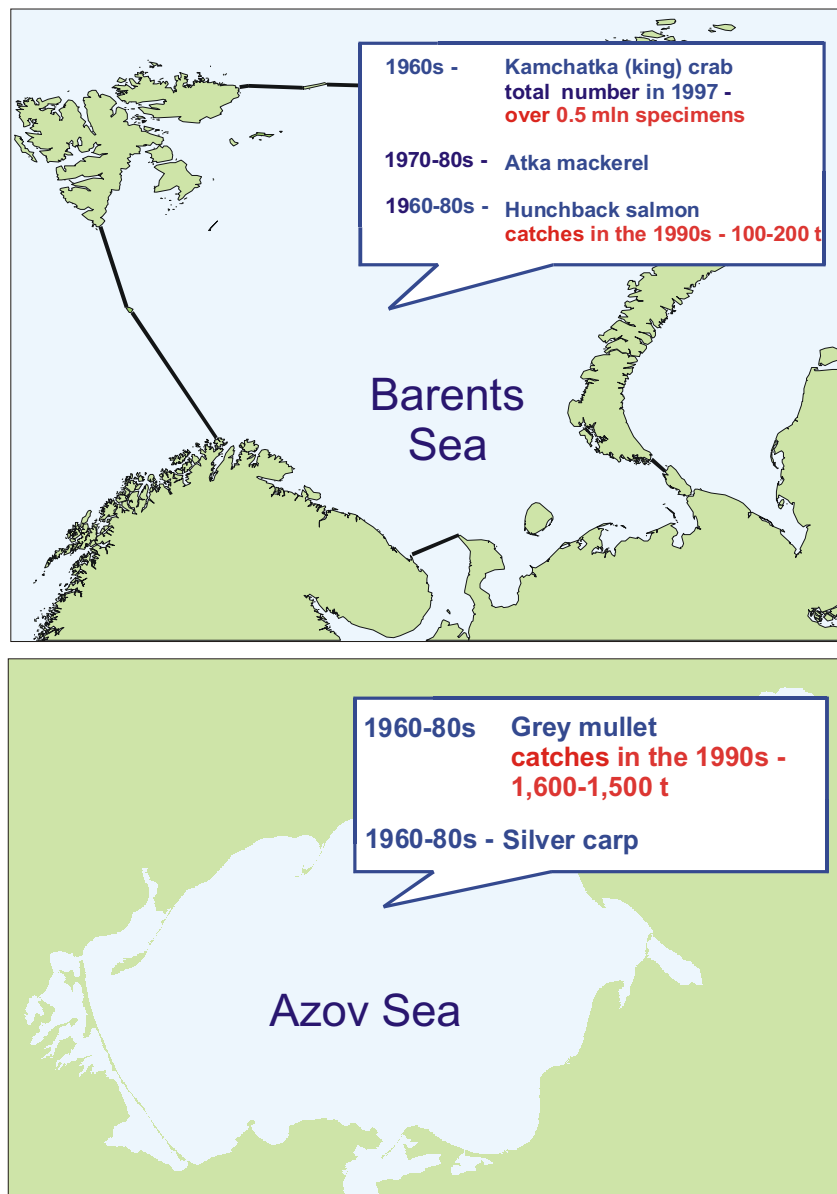 1960s - Kamchatka (king) crab
total number in 1997 -
over 0.5 mln specimens
1970-80s - Atka mackerel
1960-80s - Hunchback salmon
catches in the 1990s - 100-200 t
Barents
Sea
1960-80s Grey mullet
catches in the 1990s -
1,600-1,500 t
1960-80s - Silver carp
Azov Sea